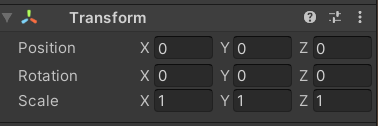 Transform
Position X 0 Y 0 Z 0
Rotation X 0 Y 0 Z 0
Scale X 1 Y 1 Z 1